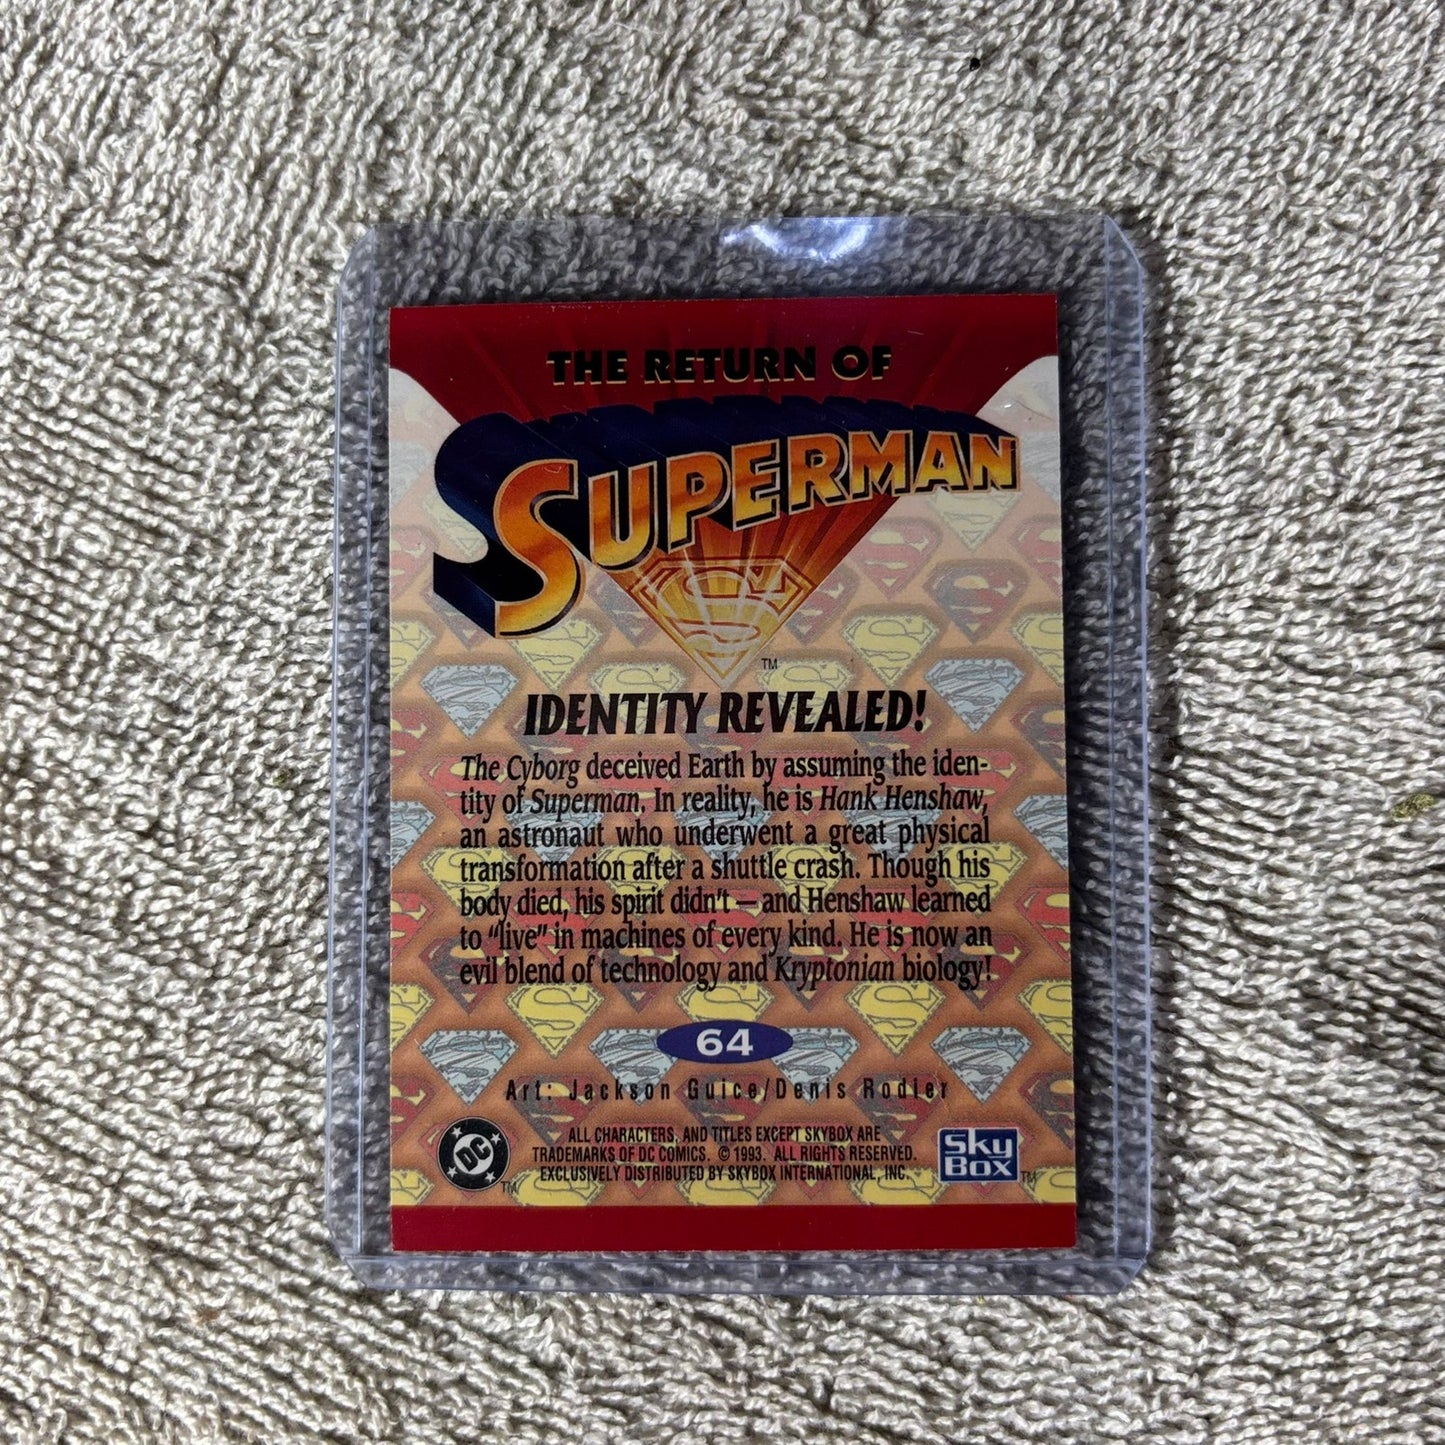 THE RETURN OF
SUPERMAN
TM
IDENTITY REVEALED!
The Cyborg deceived Earth by assuming the iden-
tity of Superman. In reality, he is Hank Henshaw,
an astronaut who underwent a great physical
transformation after a shuttle crash. Though his
body died, his spirit didn't — and Henshaw learned
to "live" in machines of every kind. He is now an
evil blend of technology and Kryptonian biology!
64
Art: Jackson Guice/Denis Rodier
DC
TM
ALL CHARACTERS, AND TITLES EXCEPT SKYBOX ARE
TRADEMARKS OF DC COMICS. © 1993. ALL RIGHTS RESERVED.
EXCLUSIVELY DISTRIBUTED BY SKYBOX INTERNATIONAL, INC.
Sky
Box
TM